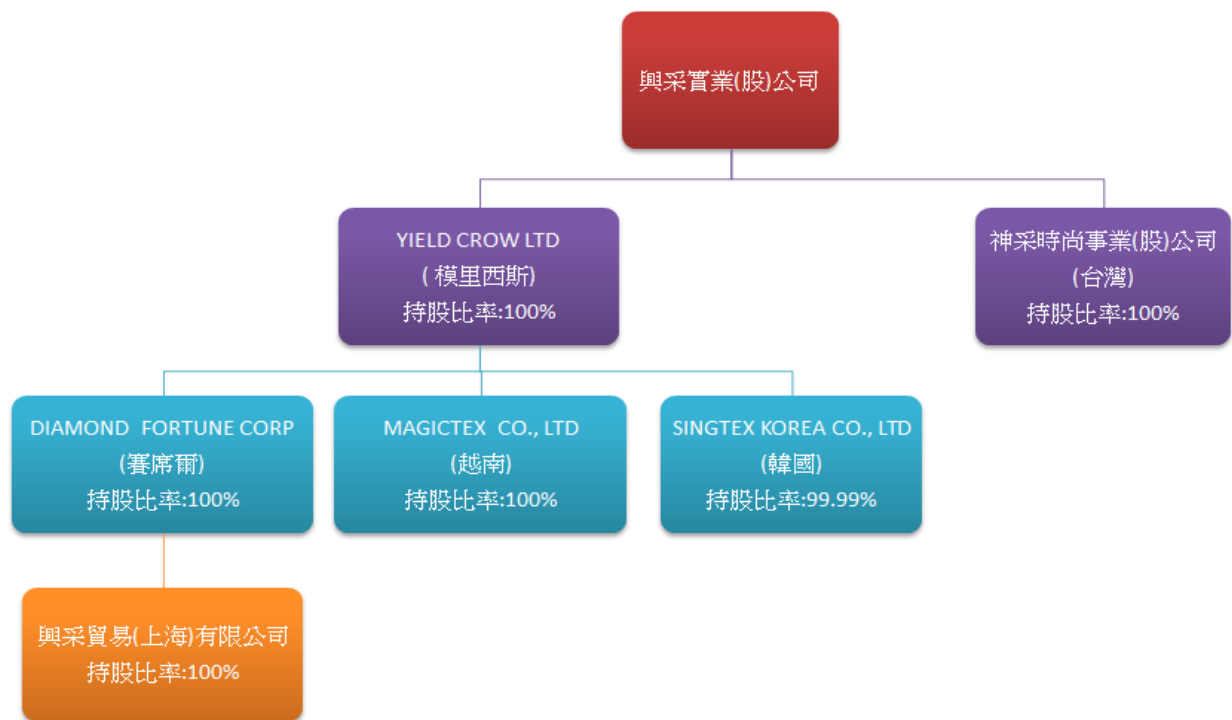 興采實業(股)公司
YIELD CROW LTD
( 模里西斯)
持股比率:100%
神采時尚事業(股)公司
(台灣)
持股比率:100%
DIAMOND FORTUNE CORP
(賽席爾)
持股比率:100%
MAGICTEX CO., LTD
(越南)
持股比率:100%
SINGTEX KOREA CO., LTD
(韓國)
持股比率:99.99%
興采貿易(上海)有限公司
持股比率:100%